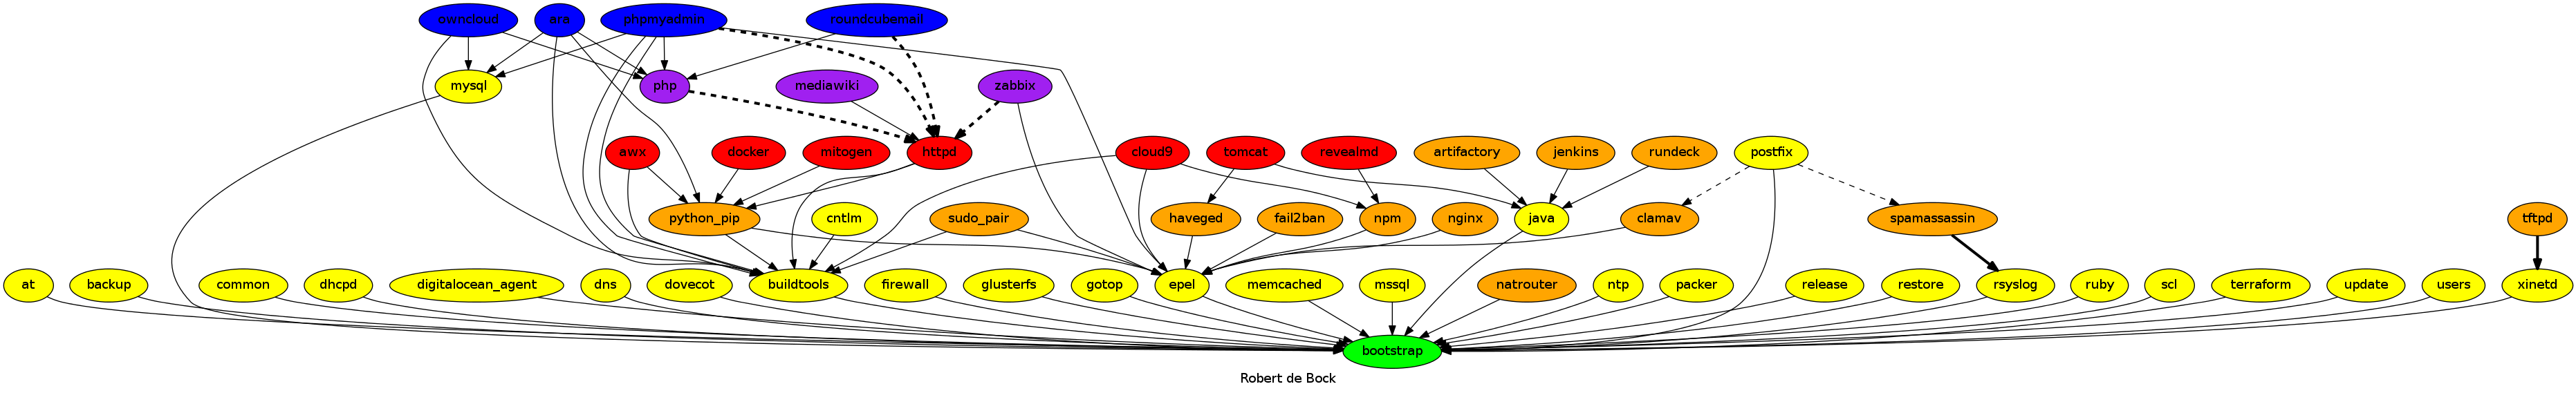 owncloud
ara
phpmyadmin
roundcubemail
mysql
php
mediawiki
zabbix
awx
docker
mitogen
httpd
cloud9
tomcat
revealmd
artifactory
jenkins
rundeck
postfix
python_pip
cntlm
sudo_pair
haveged
fail2ban
npm
nginx
java
clamav
spamassassin
tftpd
at
backup
common
dhcpd
digitalocean_agent
dns
dovecot
buildtools
firewall
glusterfs
gotop
epel
memcached
mssql
natrouter
ntp
packer
release
restore
rsyslog
ruby
scl
terraform
update
users
xinetd
bootstrap
Robert de Bock